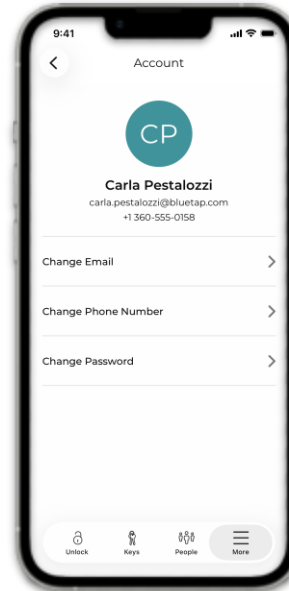 9:41
Account
CP
Carla Pestalozzi
carla.pestalozzi@bluetap.com
+1 360-555-0158
Change Email
Change Phone Number
Change Password
Unlock Keys People More